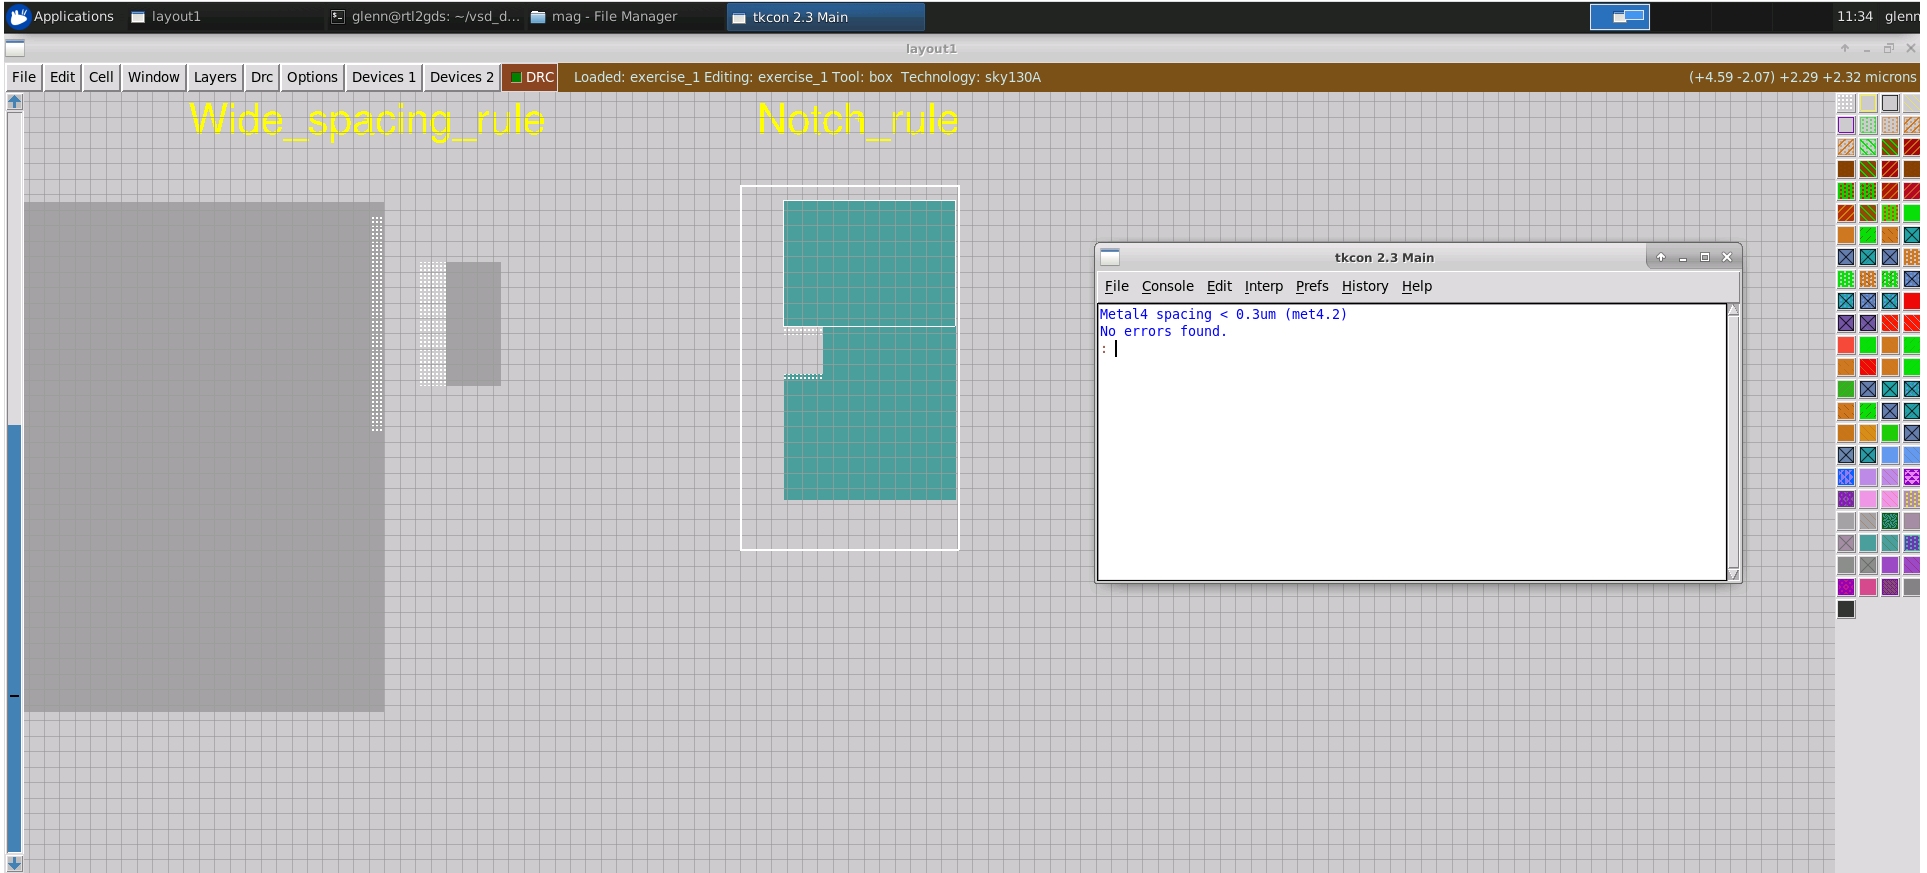 Applications layout1 glenn@rtl2gds: ~/vsd_d... mag - File Manager tkcon 2.3 Main 11:34 glenn
layout1
File Edit Cell Window Layers Drc Options Devices 1 Devices 2 DRC Loaded: exercise_1 Editing: exercise_1 Tool: box Technology: sky130A (+4.59 -2.07) +2.29 +2.32 microns
Wide_spacing_rule Notch_rule
tkcon 2.3 Main
File Console Edit Interp Prefs History Help
Metal4 spacing < 0.3um (met4.2)
No errors found.
: